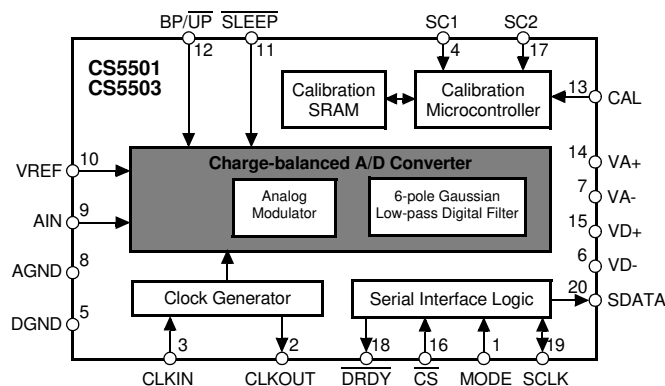 BP/UP SLEEP SC1 SC2
12 11 4 17
CS5501
CS5503
Calibration
SRAM
Calibration
Microcontroller
13 CAL
Charge-balanced A/D Converter
Analog
Modulator
6-pole Gaussian
Low-pass Digital Filter
VREF 10
AIN 9
AGND 8
DGND 5
14 VA+
7 VA-
15 VD+
6 VD-
20 SDATA
Clock Generator
Serial Interface Logic
3 2 18 16 1 19
CLKIN CLKOUT DRDY CS MODE SCLK